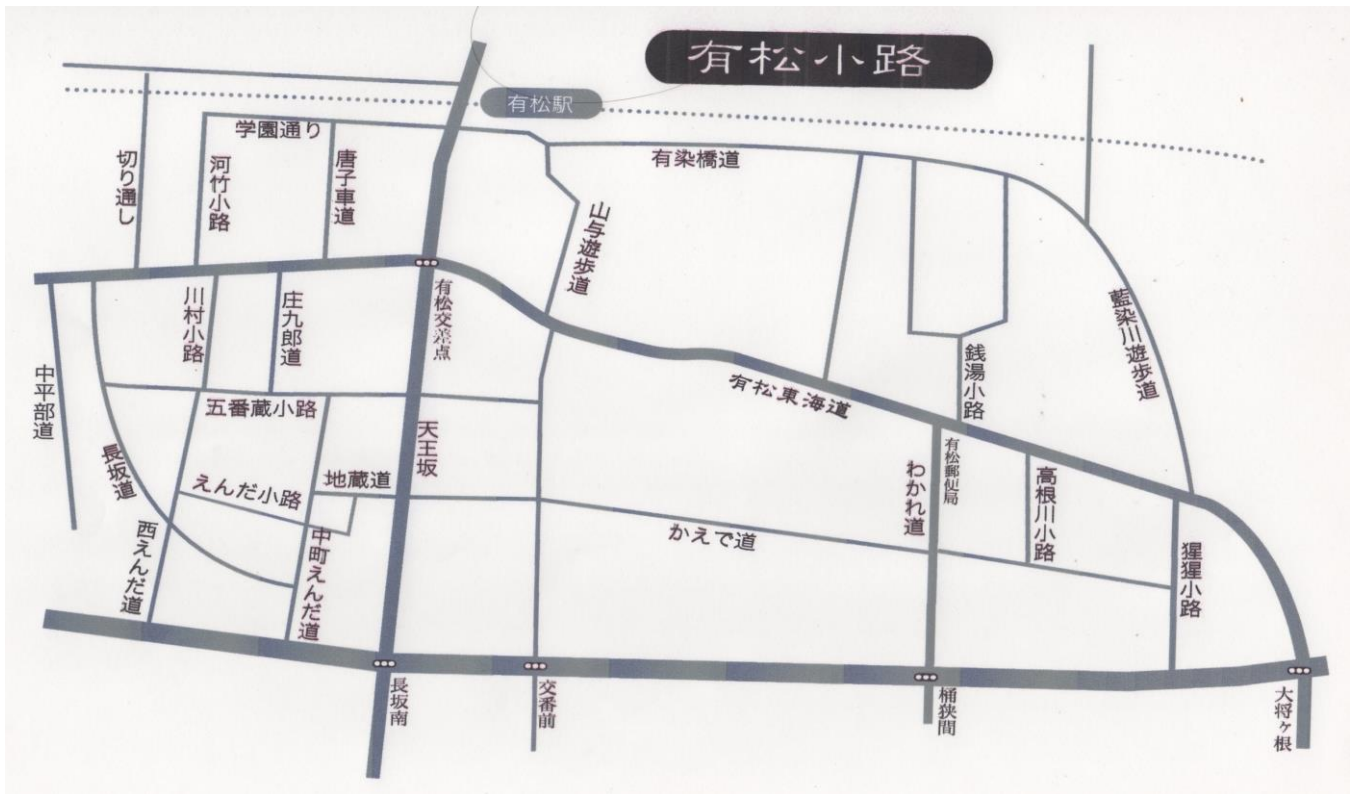 有松小路
有松駅
学園通り
有染橋道
切り通し
河竹小路
唐子車道
山与遊歩道
川村小路
庄九郎道
有松交差点
藍染川遊歩道
中平部道
五番蔵小路
有松東海道
銭湯小路
長坂道
天王坂
有松郵便局
えんだ小路
地蔵道
わかれ道
高根川小路
西えんだ道
中町えんだ道
かえで道
猩猩小路
長坂南
交番前
桶狭間
大将ヶ根